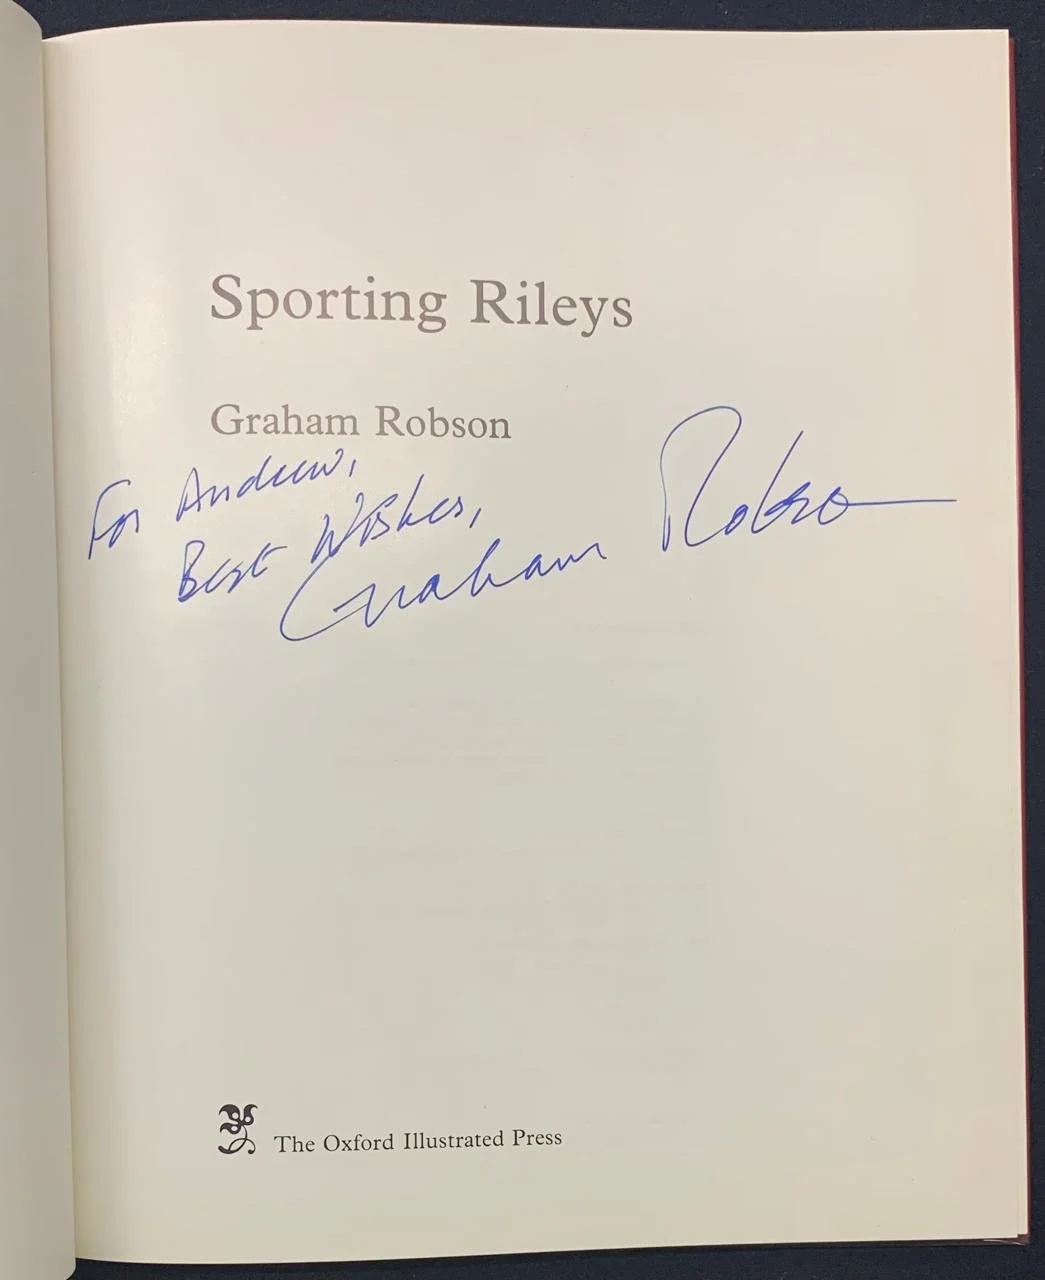 Sporting Rileys
Graham Robson
For Andrew,
Best Wishes,
Graham Robson
The Oxford Illustrated Press